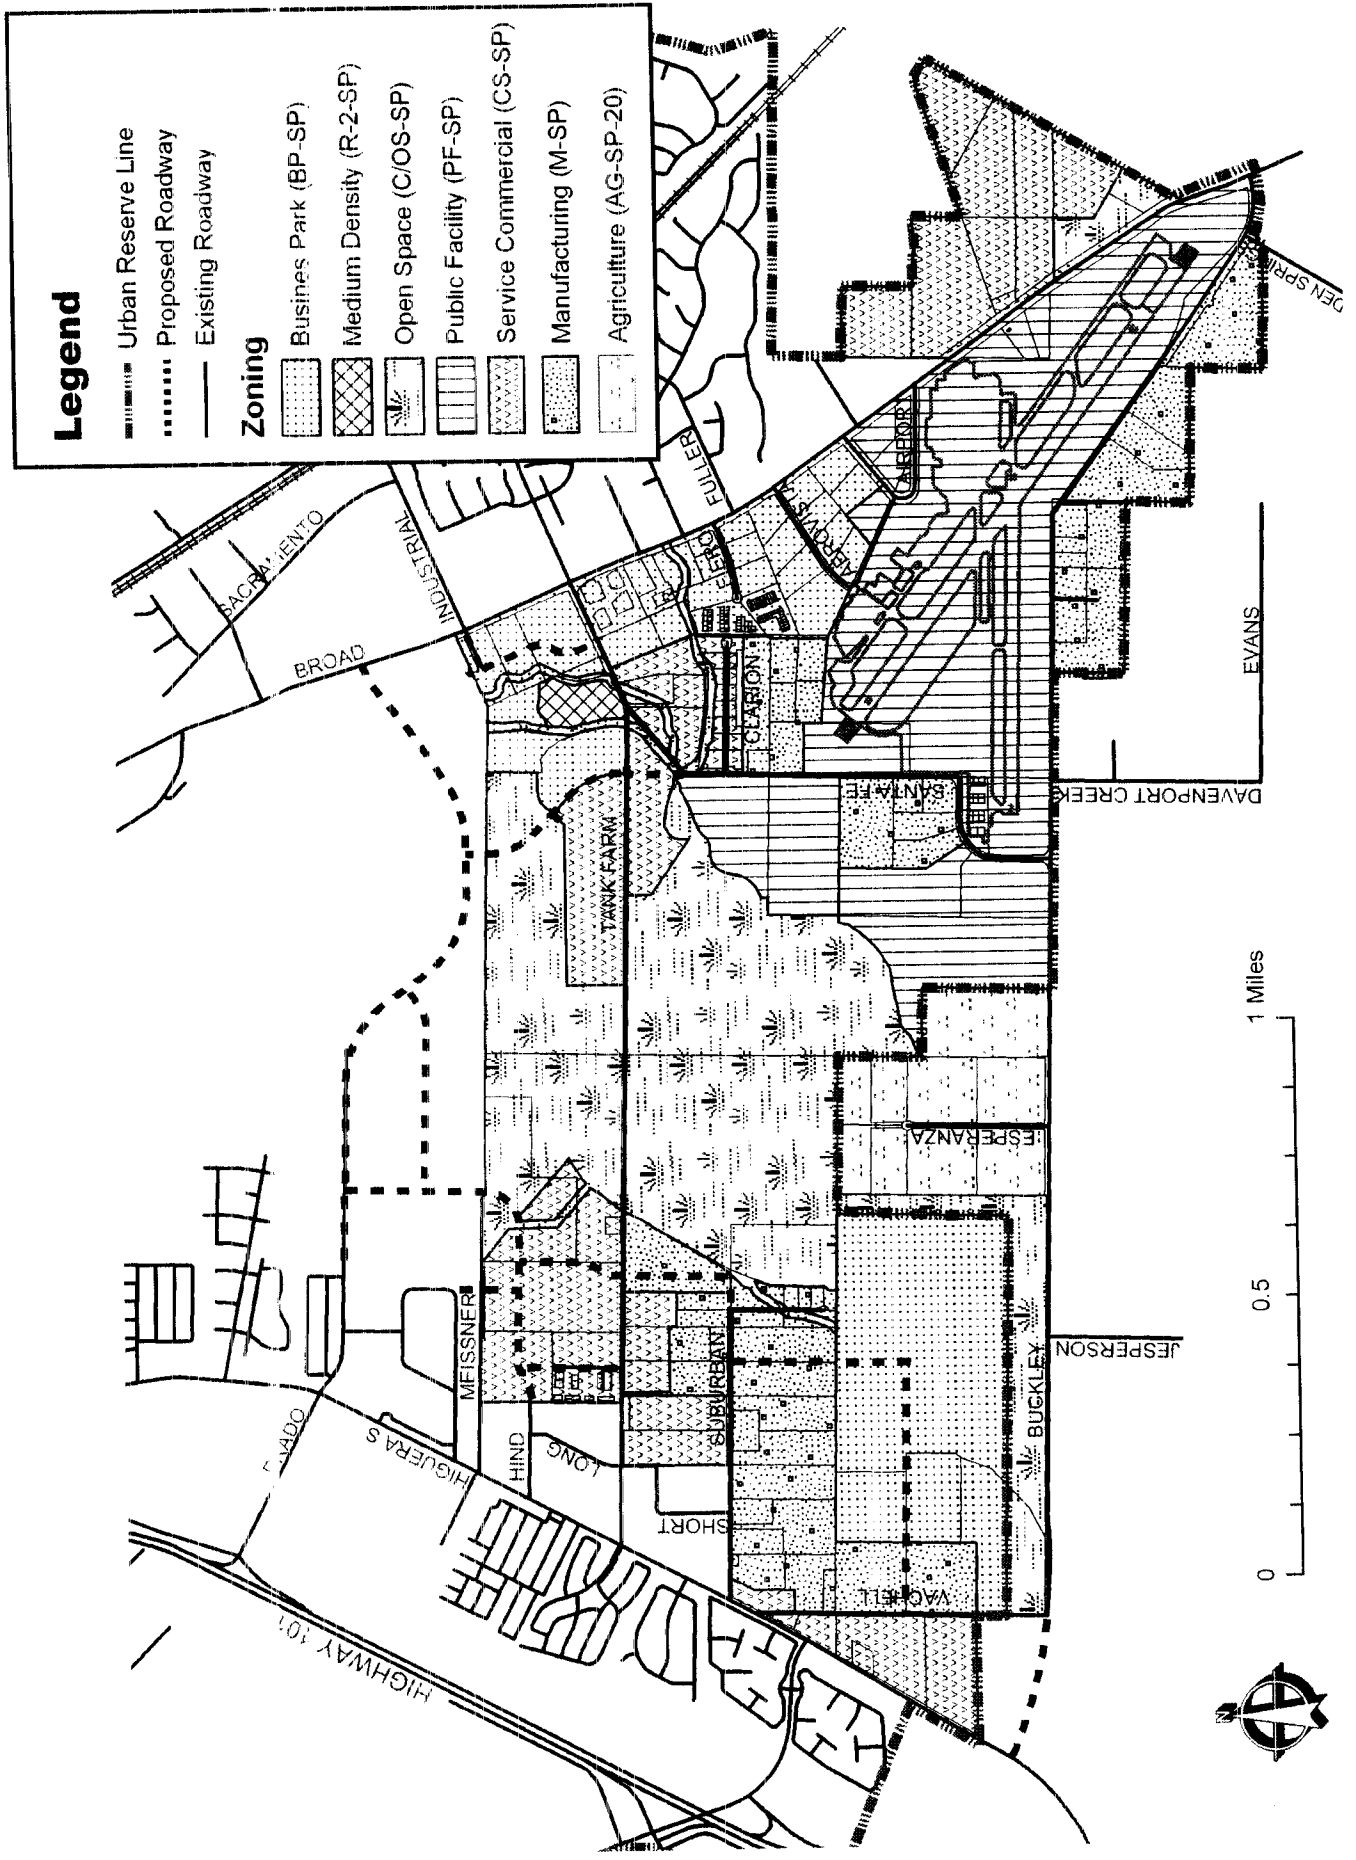 Legend
Urban Reserve Line
Proposed Roadway
Existing Roadway
Zoning
Business Park (BP-SP)
Medium Density (R-2-SP)
Open Space (C/OS-SP)
Public Facility (PF-SP)
Service Commercial (CS-SP)
Manufacturing (M-SP)
Agriculture (AG-SP-20)
SACRAMENTO
INDUSTRIAL
BROAD
FULLER
AIRPORT
CLARION
SANTA FE
TANK FARM
EVANS
DAVENPORT CREEK
ESPERANZA
MEISSNER
HIGUERA S
HIND
LONG
SHORT
SUBURBAN
BUCKLEY
JESPERSON
VACHELL
HIGHWAY 101
N
0
0.5
1 Miles